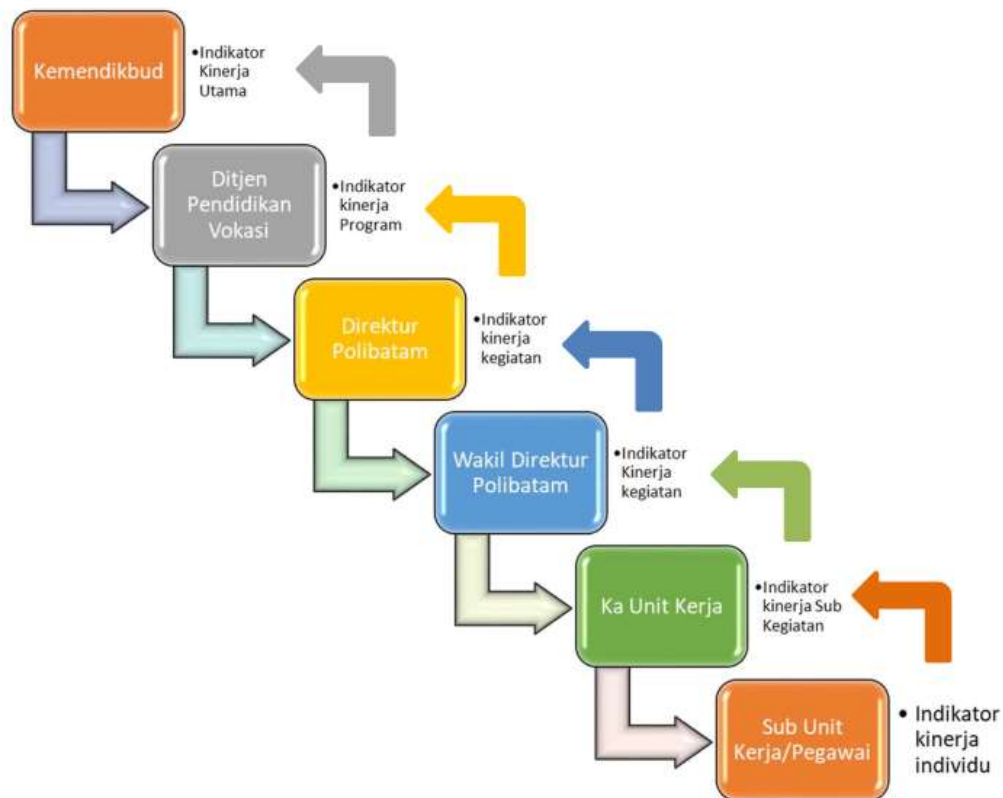 Kemendikbud
•Indikator
Kinerja
Utama
Ditjen
Pendidikan
Vokasi
•Indikator
kinerja
Program
Direktur
Polibatam
•Indikator
kinerja
kegiatan
Wakil Direktur
Polibatam
•Indikator
Kinerja
kegiatan
Ka Unit Kerja
•Indikator
kinerja Sub
Kegiatan
Sub Unit
Kerja/Pegawai
• Indikator
kinerja
individu